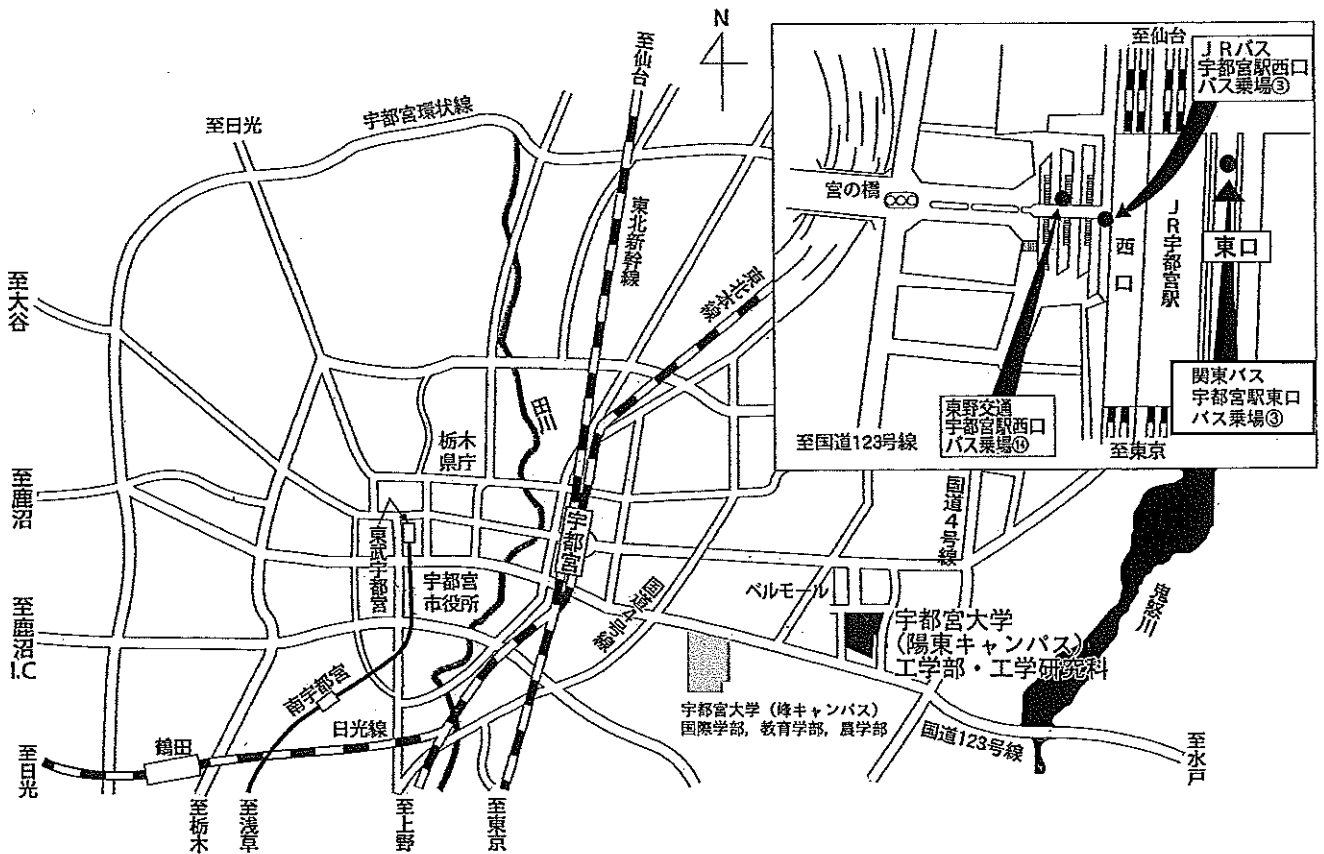 N
至仙台
至日光
宇都宮環状線
東北新幹線
東北本線
至大谷
田川
栃木
県庁
至鹿沼
東武宇都宮
宇都宮
宇都宮
市役所
国道4号線
至鹿沼
I.C
南宇都宮
日光線
鶴田
至日光
至栃木
至浅草
至上野
至東京
ベルモール
宇都宮大学
(陽東キャンパス)
工学部・工学研究科
宇都宮大学(峰キャンパス)
国際学部,教育学部,農学部
国道4号線
国道123号線
鬼怒川
至水戸
至仙台
JRバス
宇都宮駅西口
バス乗場③
宮の橋
西口
JR宇都宮駅
東口
関東バス
宇都宮駅東口
バス乗場③
東野交通
宇都宮駅西口
バス乗場⑭
至国道123号線
至東京